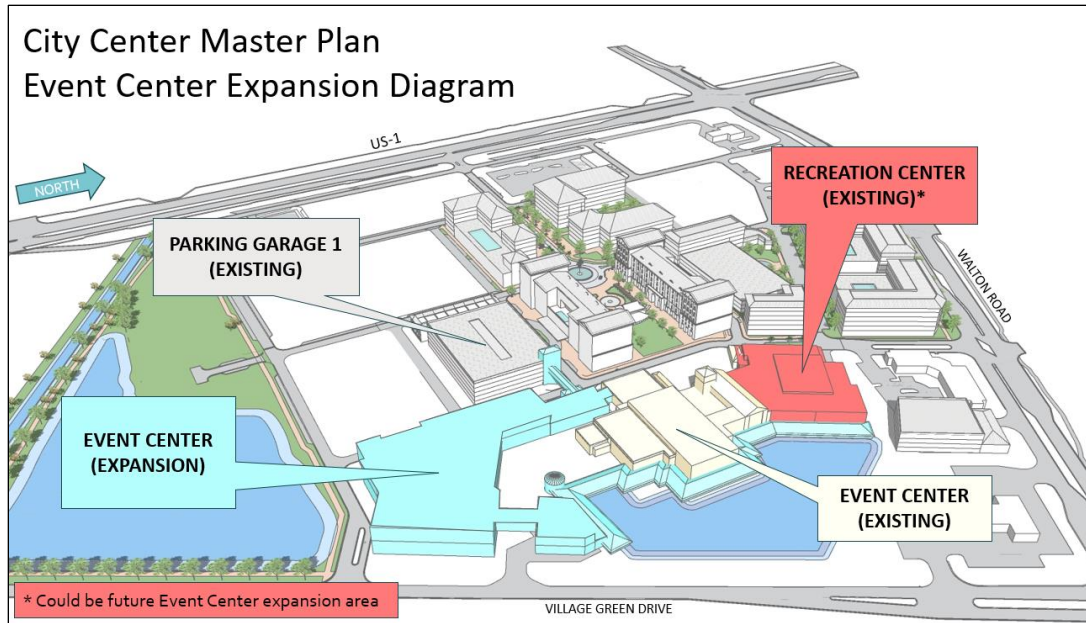 City Center Master Plan
Event Center Expansion Diagram
US-1
NORTH
RECREATION CENTER
(EXISTING)*
PARKING GARAGE 1
(EXISTING)
WALTON ROAD
EVENT CENTER
(EXPANSION)
EVENT CENTER
(EXISTING)
* Could be future Event Center expansion area
VILLAGE GREEN DRIVE